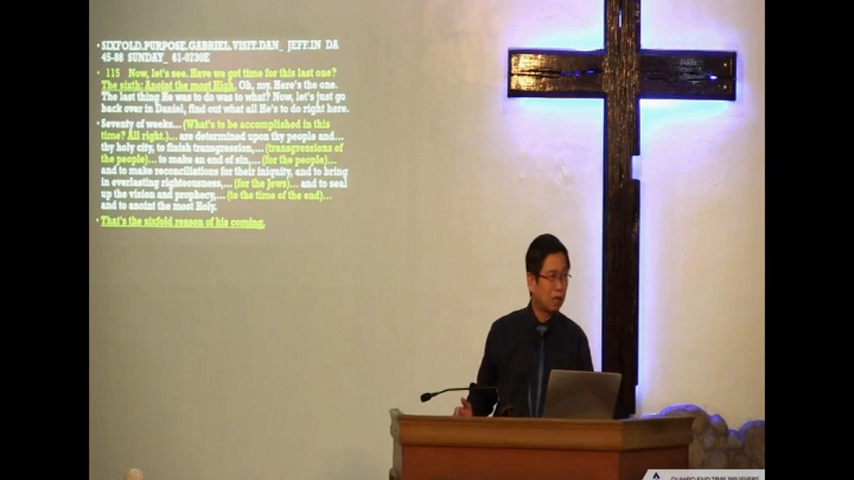 • SIXFOLD.PURPOSE.GABRIEL.VISIT.DAN_ JEFF.IN DA
45-88 SUNDAY_ 61-0730E
• 115 Now, let's see. Have we got time for this last one?
The sixth: Anoint the most High. Oh, my. Here's the one.
The last thing He was to do was to what? Now, let's just go
back over in Daniel, find out what all He's to do right here.
• Seventy of weeks... (What's to be accomplished in this
time? All right.)... are determined upon thy people and...
thy holy city, to finish transgression,... (transgressions of
the people)... to make an end of sin,... (for the people)...
and to make reconciliations for their iniquity, and to bring
in everlasting righteousness,... (for the Jews)... and to seal
up the vision and prophecy,... (to the time of the end)...
and to anoint the most Holy.
• That's the sixfold reason of his coming.
TIME BELIEVERS